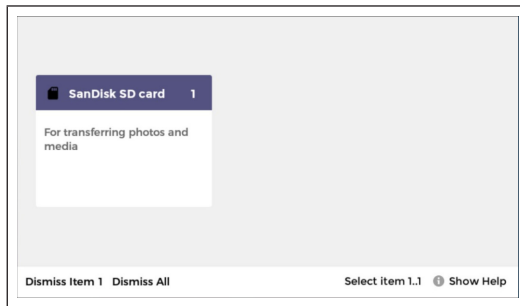 SanDisk SD card 1
For transferring photos and
media
Dismiss Item 1 Dismiss All Select item 1..1 Show Help